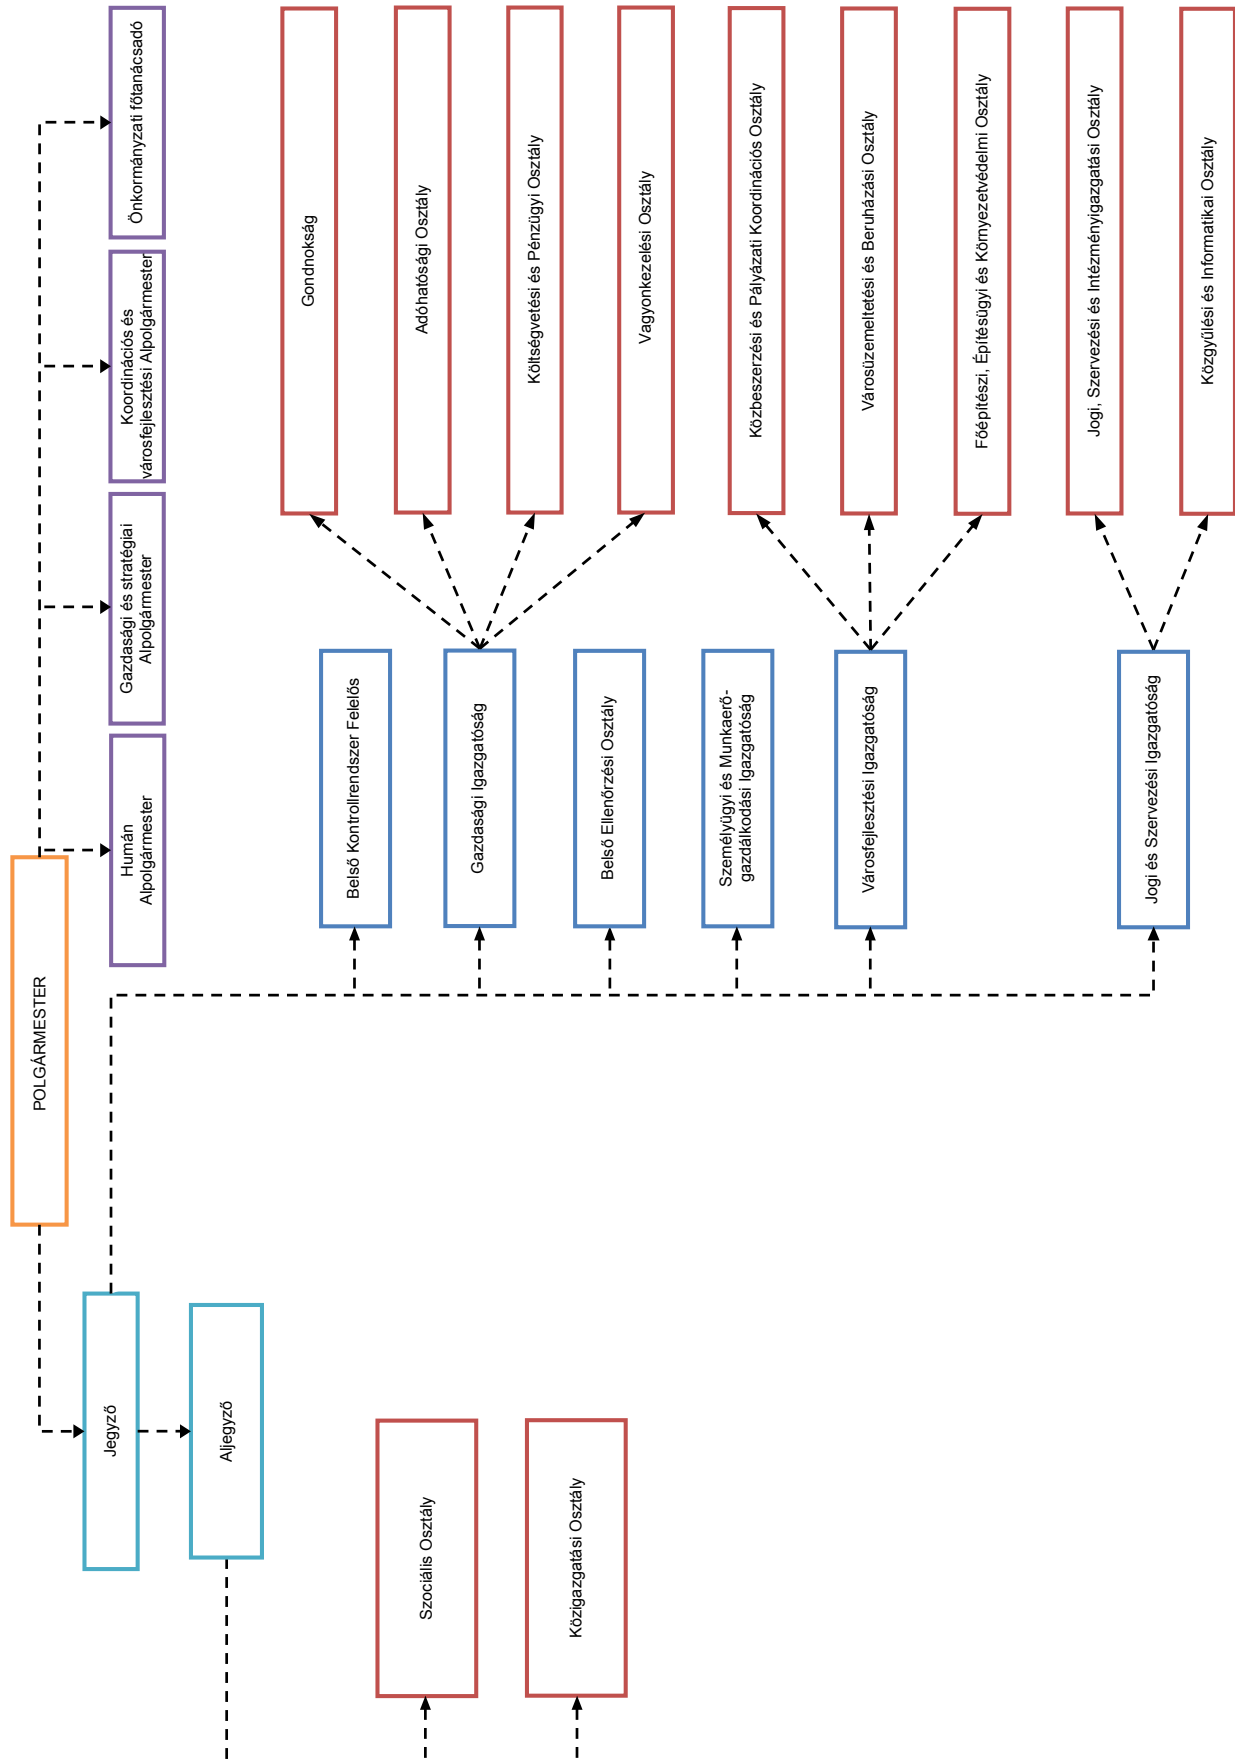 POLGÁRMESTER
Jegyző
Aljegyző
Humán
Alpolgármester
Gazdasági és stratégiai
Alpolgármester
Koordinációs és
városfejlesztési Alpolgármester
Önkormányzati főtanácsadó
Szociális Osztály
Közigazgatási Osztály
Belső Kontrollrendszer Felelős
Gazdasági Igazgatóság
Belső Ellenőrzési Osztály
Személyügyi és Munkaerő-
gazdálkodási Igazgatóság
Városfejlesztési Igazgatóság
Jogi és Szervezési Igazgatóság
Gondnokság
Adóhatósági Osztály
Költségvetési és Pénzügyi Osztály
Vagyonkezelési Osztály
Közbeszerzési és Pályázati Koordinációs Osztály
Városüzemeltetési és Beruházási Osztály
Főépítészi, Építésügyi és Környezetvédelmi Osztály
Jogi, Szervezési és Intézményigazgatási Osztály
Közgyűlési és Informatikai Osztály